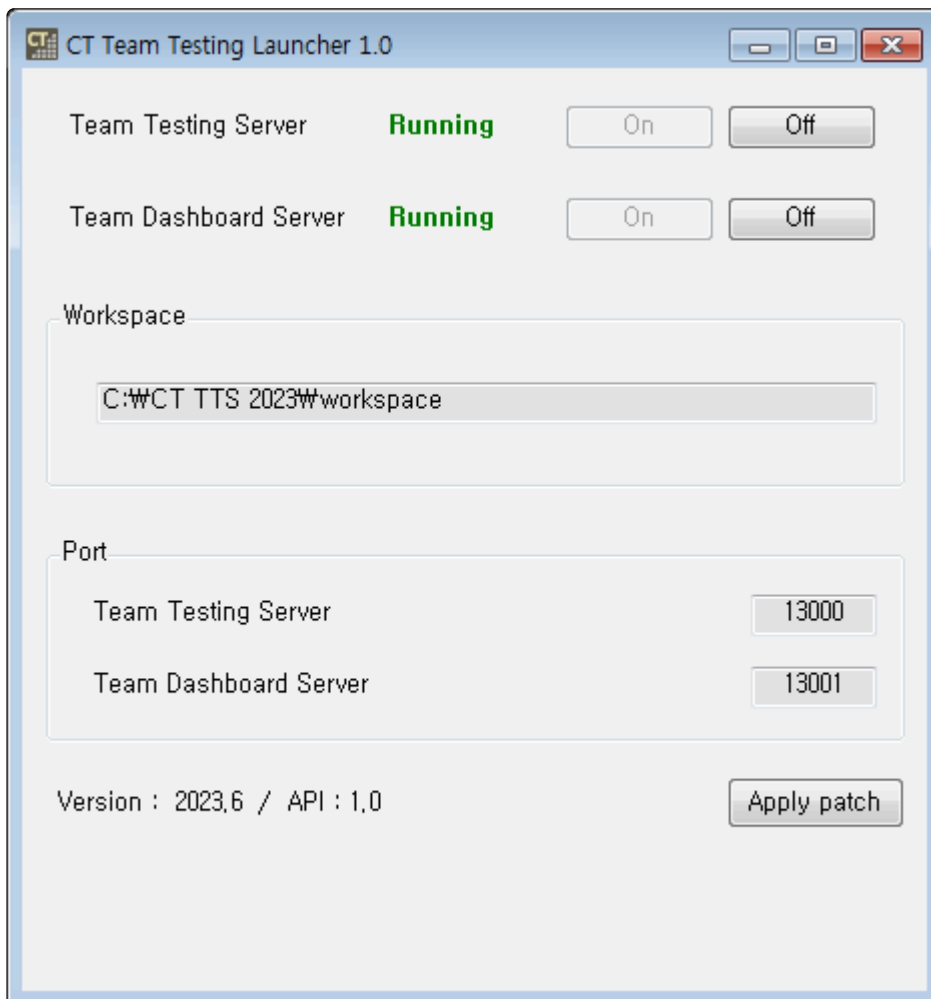 CT Team Testing Launcher 1.0
Team Testing Server Running On Off
Team Dashboard Server Running On Off
Workspace
C:₩CT TTS 2023₩workspace
Port
Team Testing Server 13000
Team Dashboard Server 13001
Version : 2023.6 / API : 1.0 Apply patch